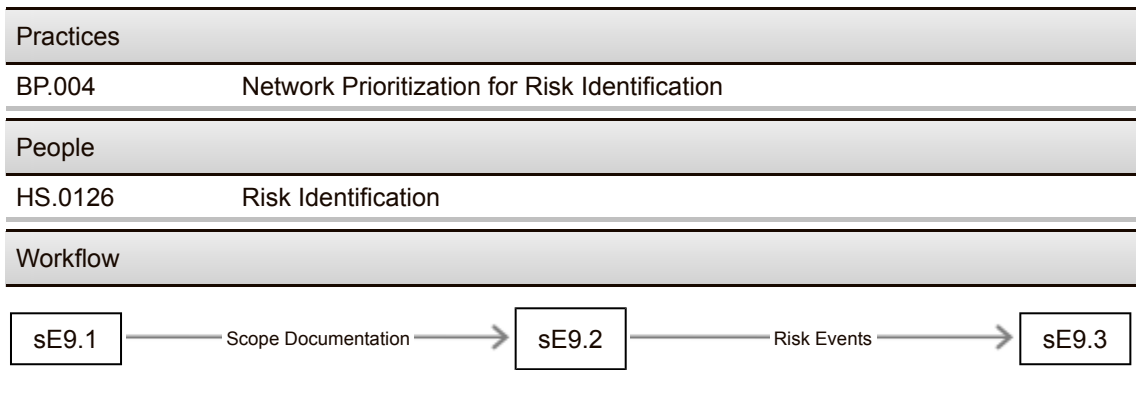 Practices
BP.004 Network Prioritization for Risk Identification
People
HS.0126 Risk Identification
Workflow
sE9.1 Scope Documentation sE9.2 Risk Events sE9.3